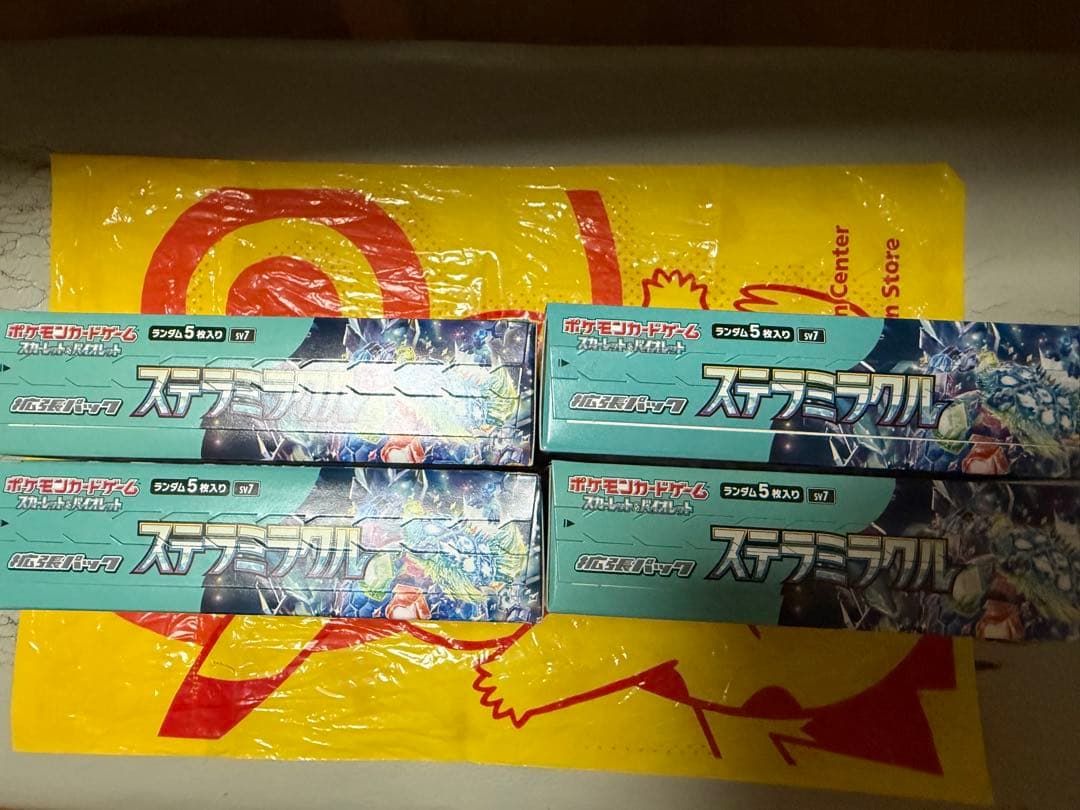 n Center
n Store
ポケモンカードゲーム
スカーレット&バイオレット
ランダム5枚入り
SV7
拡張パック
ステラミラクル
ポケモンカードゲーム
スカーレット&バイオレット
ランダム5枚入り
SV7
拡張パック
ステラミラクル
ポケモンカードゲーム
スカーレット&バイオレット
ランダム5枚入り
SV7
拡張パック
ステラミラクル
ポケモンカードゲーム
スカーレット&バイオレット
ランダム5枚入り
SV7
拡張パック
ステラミラクル